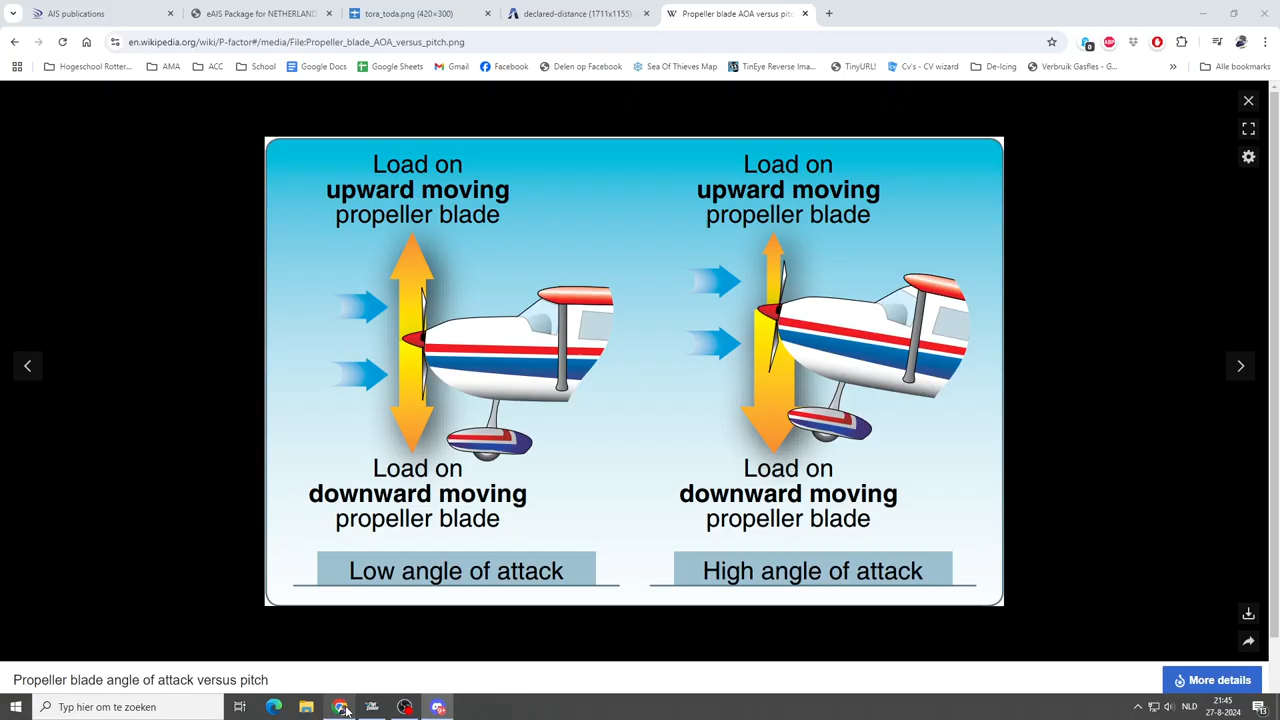 AIS publications
eAIS Package for NETHERLAND
tora_toda.png (420×300)
declared-distance (1711x1155)
Propeller blade AOA versus pitc
en.wikipedia.org/wiki/P-factor#/media/File:Propeller_blade_AOA_versus_pitch.png
Hogeschool Rotter...
AMA
ACC
School
Google Docs
Google Sheets
Gmail
Facebook
Delen op Facebook
Sea Of Thieves Map
TinEye Reverse Ima...
TinyURL!
Cv's - CV wizard
De-Icing
Verbruik Gasfles - G...
Alle bookmarks
Load on
upward moving
propeller blade
Load on
downward moving
propeller blade
Low angle of attack
Load on
upward moving
propeller blade
Load on
downward moving
propeller blade
High angle of attack
Propeller blade angle of attack versus pitch
More details
Typ hier om te zoeken
NLD
21:45
27-8-2024